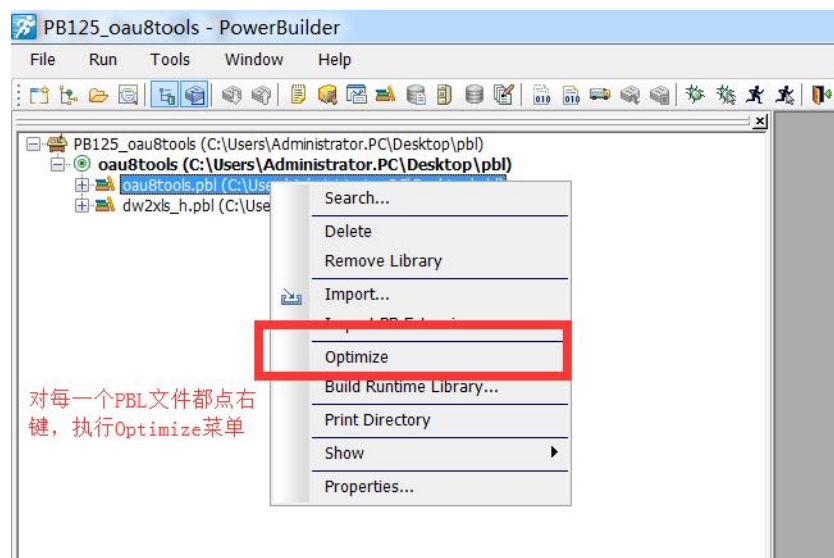 PB125_oau8tools - PowerBuilder
File Run Tools Window Help
PB125_oau8tools (C:\Users\Administrator.PC\Desktop\pbl)
oau8tools (C:\Users\Administrator.PC\Desktop\pbl)
oau8tools.pbl (C:\Use
dw2xls_h.pbl (C:\Use
Search...
Delete
Remove Library
Import...
Optimize
Build Runtime Library...
Print Directory
Show
Properties...
对每一个PBL文件都点右
键，执行Optimize菜单